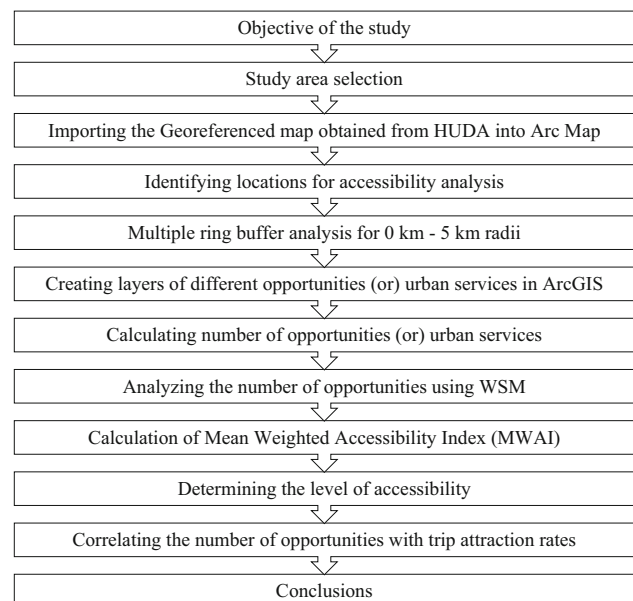 Objective of the study
Study area selection
Importing the Georeferenced map obtained from HUDA into Arc Map
Identifying locations for accessibility analysis
Multiple ring buffer analysis for 0 km - 5 km radii
Creating layers of different opportunities (or) urban services in ArcGIS
Calculating number of opportunities (or) urban services
Analyzing the number of opportunities using WSM
Calculation of Mean Weighted Accessibility Index (MWAI)
Determining the level of accessibility
Correlating the number of opportunities with trip attraction rates
Conclusions